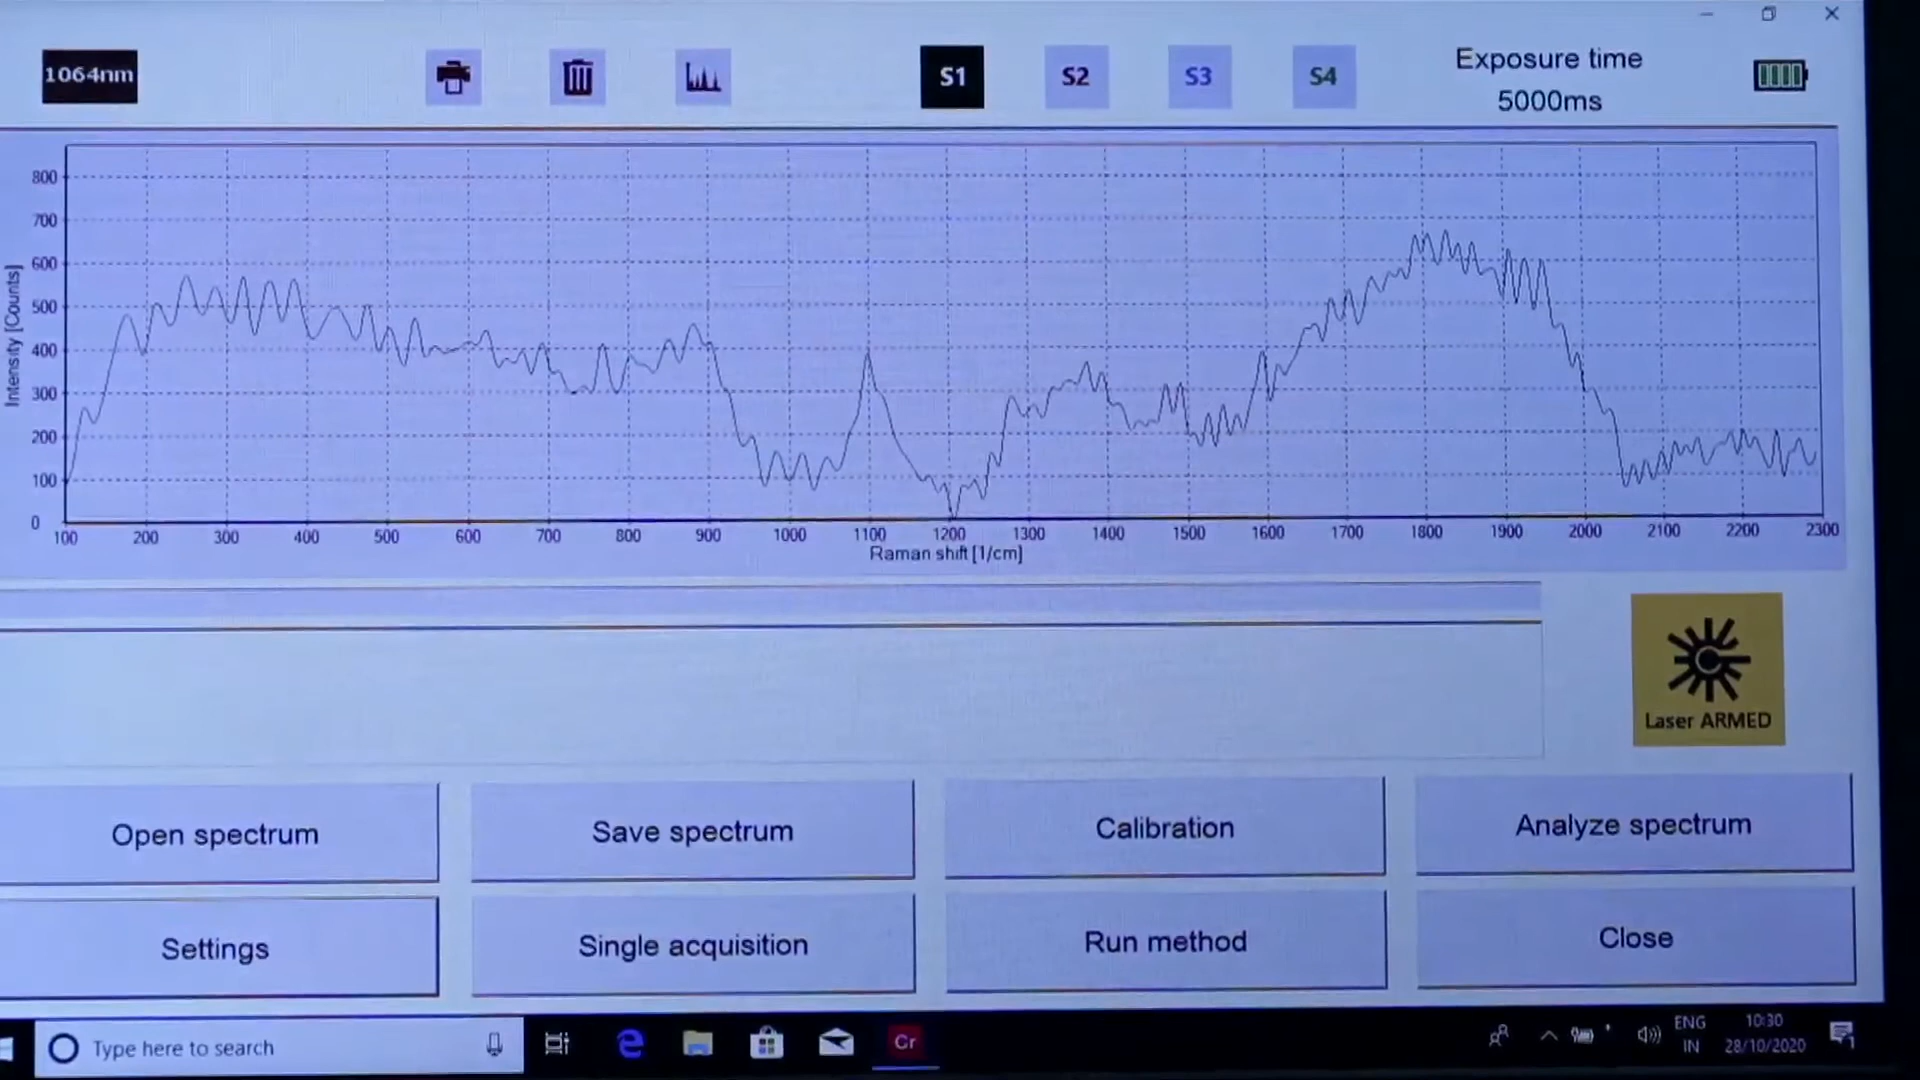 1064nm
S1
S2
S3
S4
Exposure time
5000ms
Intensity [Counts]
800
700
600
500
400
300
200
100
0
100 200 300 400 500 600 700 800 900 1000 1100 1200 1300 1400 1500 1600 1700 1800 1900 2000 2100 2200 2300
Raman shift [1/cm]
Laser ARMED
Open spectrum
Save spectrum
Calibration
Analyze spectrum
Settings
Single acquisition
Run method
Close
Type here to search
Cr
ENG
IN
10:30
28/10/2020
1